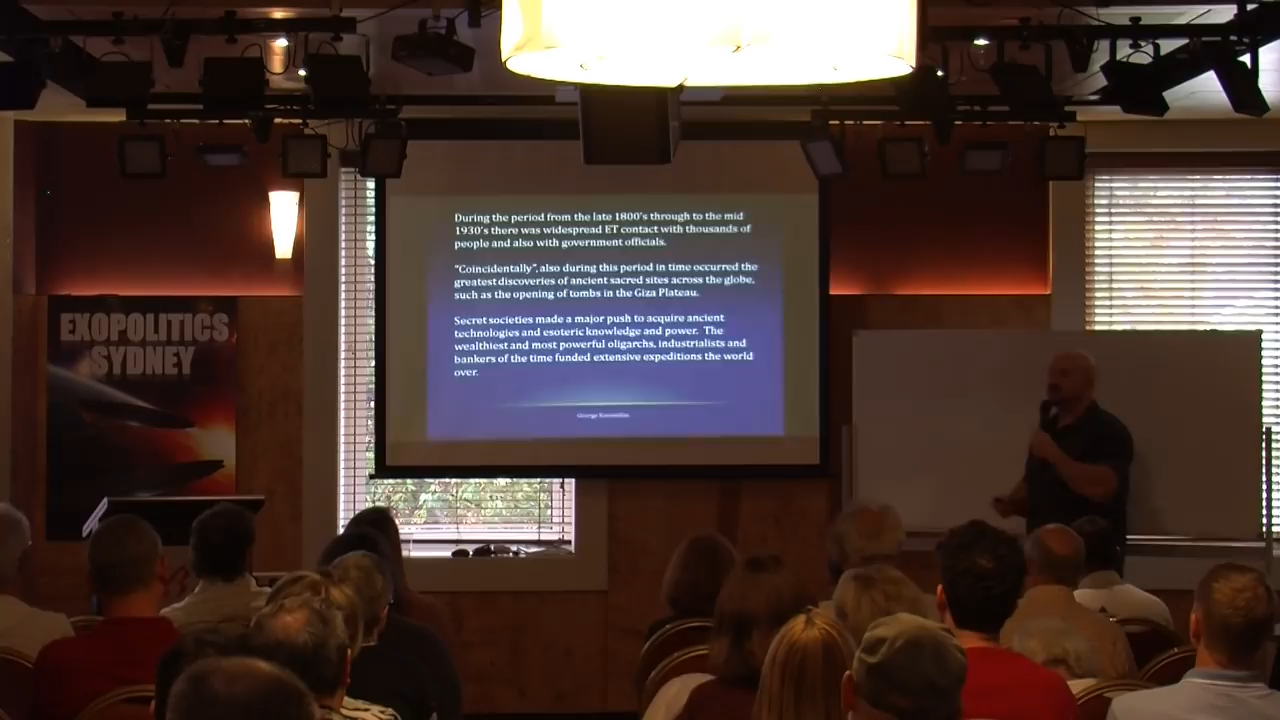 EXOPOLITICS
SYDNEY
During the period from the late 1800's through to the mid
1930's there was widespread ET contact with thousands of
people and also with government officials.
"Coincidentally", also during this period in time occurred the
greatest discoveries of ancient sacred sites across the globe,
such as the opening of tombs in the Giza Plateau.
Secret societies made a major push to acquire ancient
technologies and esoteric knowledge and power. The
wealthiest and most powerful oligarchs, industrialists and
bankers of the time funded extensive expeditions the world
over.
George